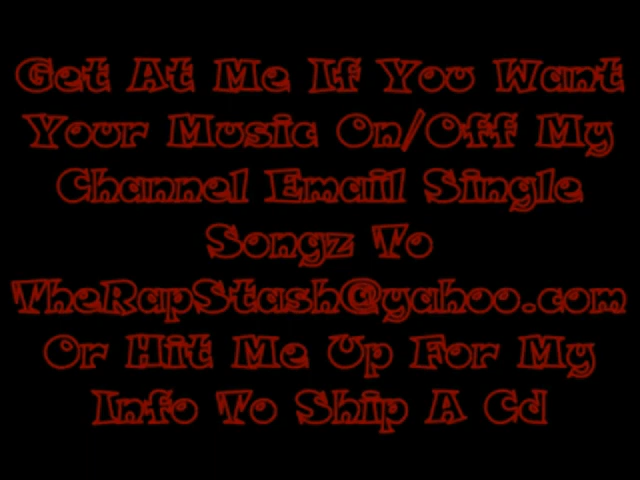 Get At Me If You Want
Your Music On/Off My
Channel Email Single
Songz To
TheRapStash@yahoo.com
Or Hit Me Up For My
Info To Ship A Cd